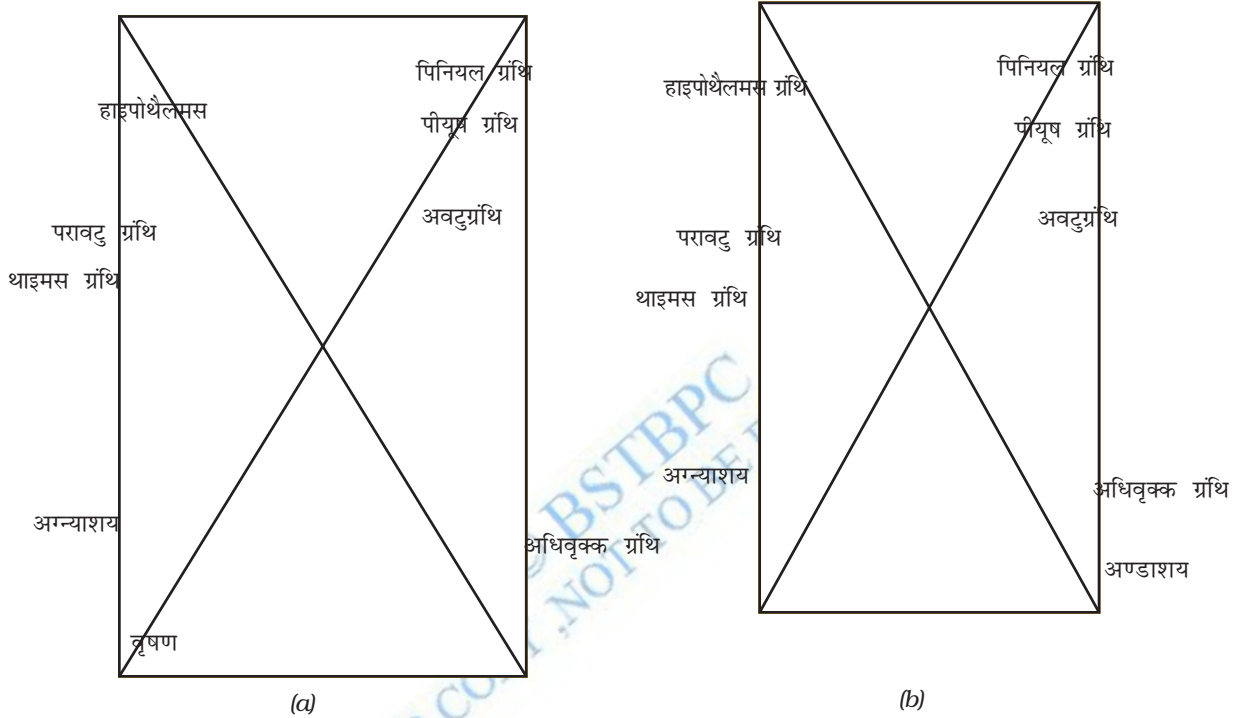 पिनियल ग्रंथि
हाइपोथैलमस
पीयूष ग्रंथि
अवटुग्रंथि
परावटु ग्रंथि
थाइमस ग्रंथि
अग्न्याशय
अधिवृक्क ग्रंथि
वृषण
(a)
पिनियल ग्रंथि
हाइपोथैलमस ग्रंथि
पीयूष ग्रंथि
अवटुग्रंथि
परावटु ग्रंथि
थाइमस ग्रंथि
अग्न्याशय
अधिवृक्क ग्रंथि
अण्डाशय
(b)
© BSTBPC
,NOT TO BE